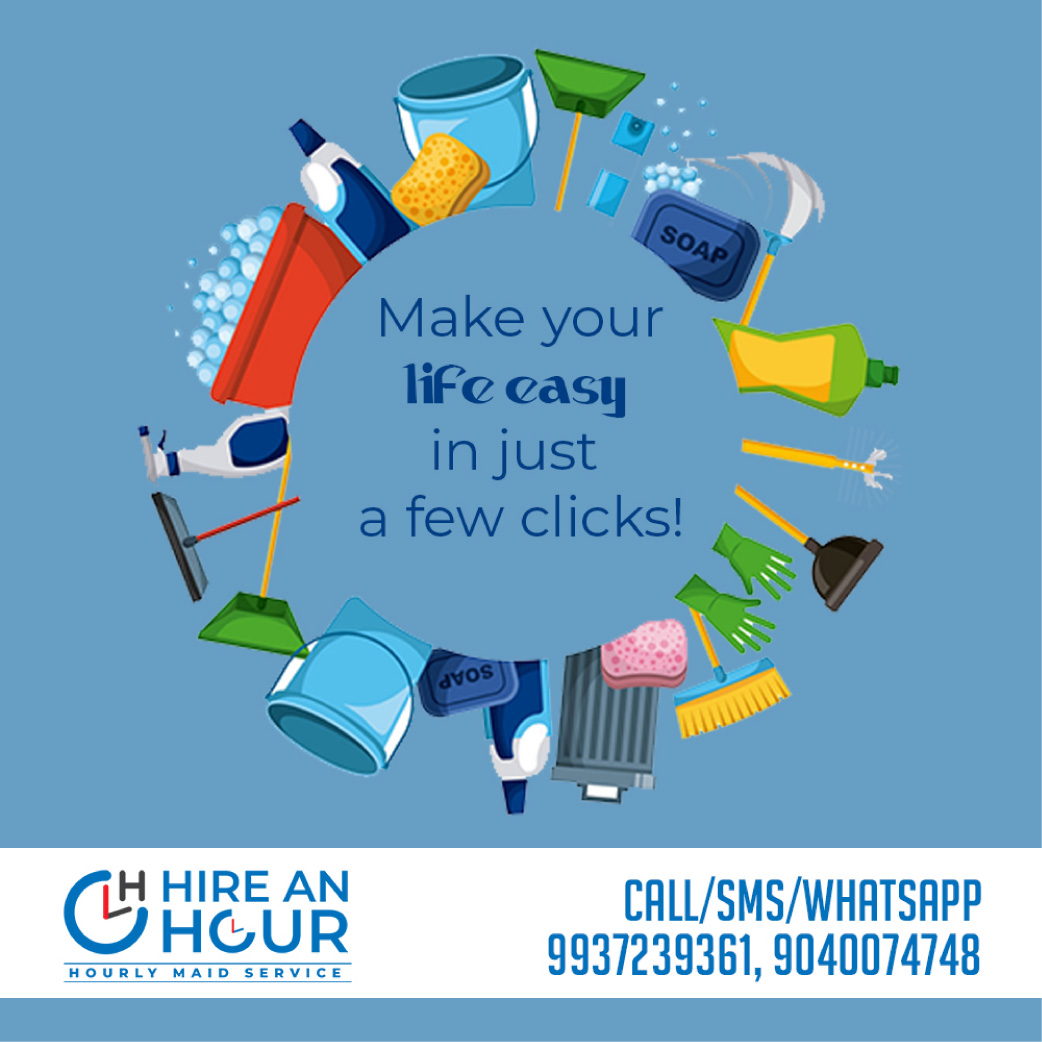 SOAP
Make your
life easy
in just
a few clicks!
SOAP
H
HIRE AN
HOUR
HOURLY MAID SERVICE
CALL/SMS/WHATSAPP
9937239361, 9040074748